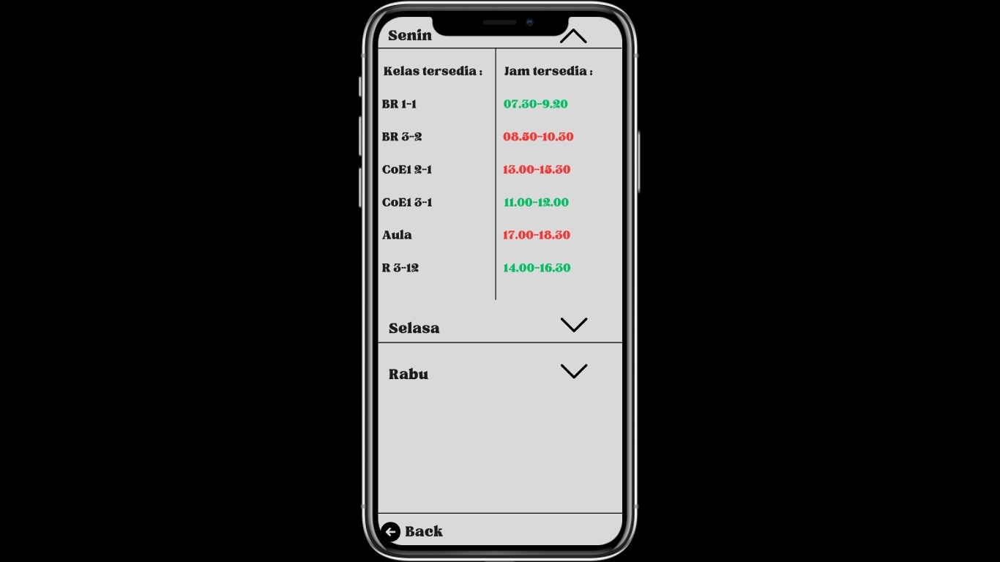 Senin
Kelas tersedia :
Jam tersedia :
BR 1-1
07.30-9.20
BR 3-2
08.50-10.30
CoE1 2-1
13.00-15.30
CoE1 3-1
11.00-12.00
Aula
17.00-18.30
R 3-12
14.00-16.30
Selasa
Rabu
Back